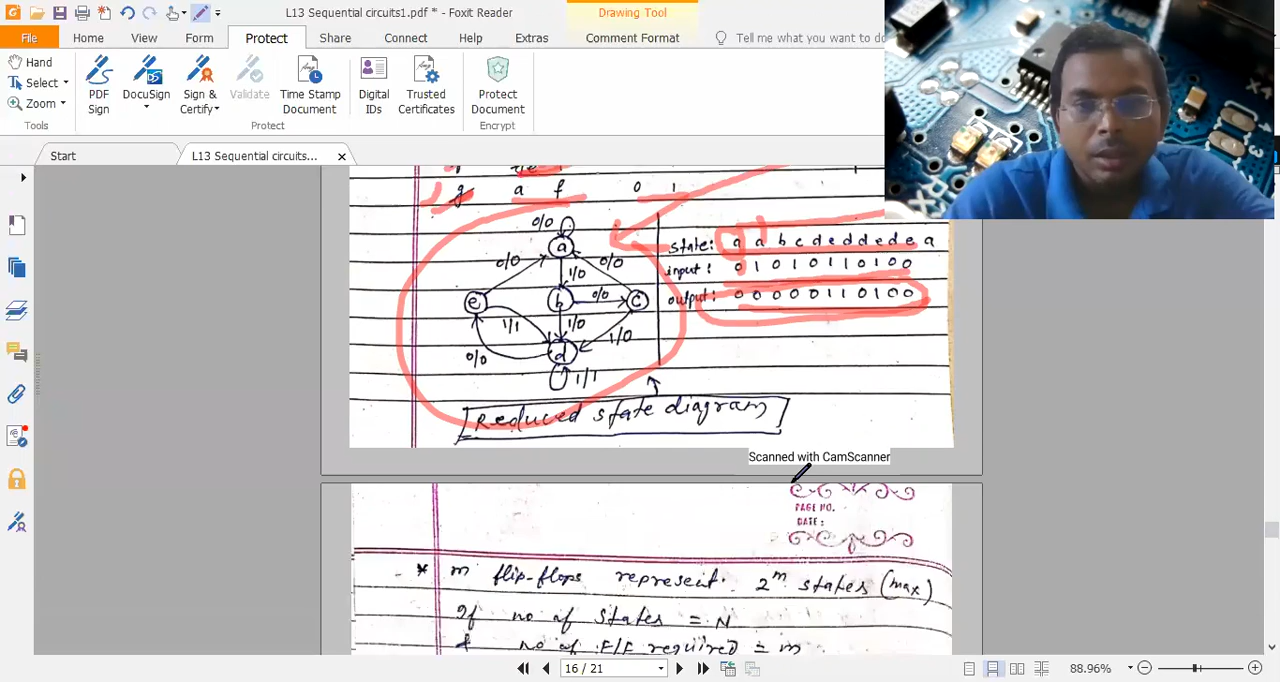 L13 Sequential circuits1.pdf * - Foxit Reader
Drawing Tool
File Home View Form Protect Share Connect Help Extras Comment Format Tell me what you want to do
Hand
Select
Zoom
Tools
PDF Sign
DocuSign
Sign & Certify
Validate
Time Stamp Document
Protect
Digital IDs
Trusted Certificates
Protect Document
Encrypt
Start
L13 Sequential circuits...
g a f 0 1
0/0
a
0/0 1/0 0/0
e b 0/0 c
1/1 1/0 1/0
0/0 d
1/1
state: a a b c d e d d e d e a
input: 0 1 0 1 0 1 1 0 1 0 0
output: 0 0 0 0 0 1 1 0 1 0 0
Reduced state diagram
Scanned with CamScanner
PAGE NO.
DATE:
* m flip-flops represent 2^m states (max)
If no of states = N
& no of F/F required = m
16 / 21
88.96%